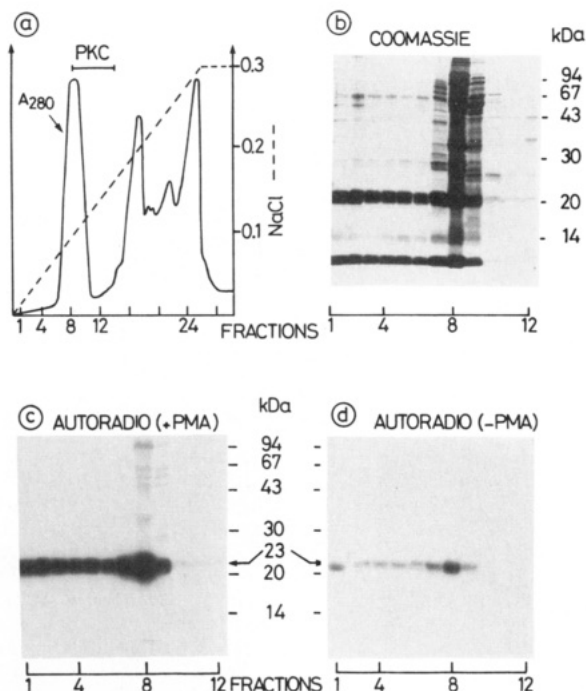 a
PKC
A280
0.3
0.2
0.1
NaCl
1 4 8 12 24 FRACTIONS
b
COOMASSIE
kDa
94
67
43
30
20
14
1 4 8 12
c AUTORADIO (+PMA)
kDa
d AUTORADIO (-PMA)
94
67
43
30
23
20
14
1 4 8 12 FRACTIONS 1 4 8 12